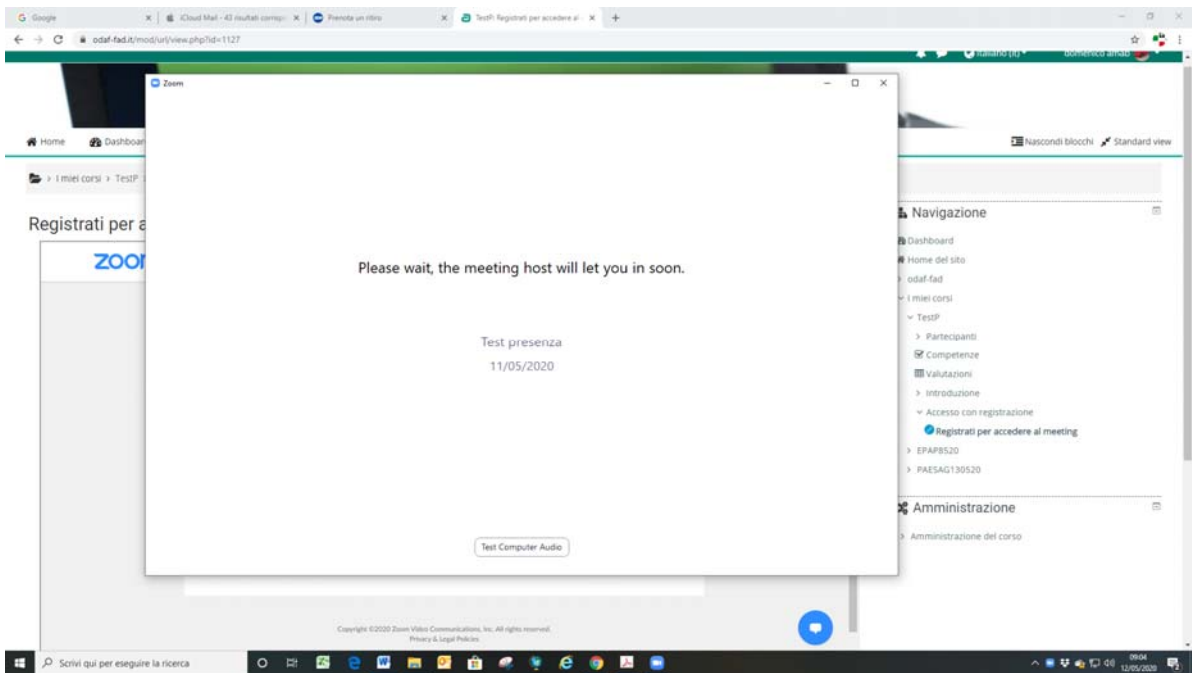 Google
iCloud Mail - 43 risultati corrisp
Prenota un ritiro
TestP: Registrati per accedere al
odaf-fad.it/mod/url/view.php?id=1127
Italiano (it)
domenico amab
Zoom
Home
Dashboar
Nascondi blocchi
Standard view
I miei corsi > TestP
Registrati per a
zoom
Please wait, the meeting host will let you in soon.
Test presenza
11/05/2020
Test Computer Audio
Navigazione
Dashboard
Home del sito
odaf-fad
I miei corsi
TestP
Partecipanti
Competenze
Valutazioni
Introduzione
Accesso con registrazione
Registrati per accedere al meeting
EPAP8520
PAESAG130520
Amministrazione
Amministrazione del corso
Copyright ©2020 Zoom Video Communications, Inc. All rights reserved.
Privacy & Legal Policies
Scrivi qui per eseguire la ricerca
09:04
12/05/2020